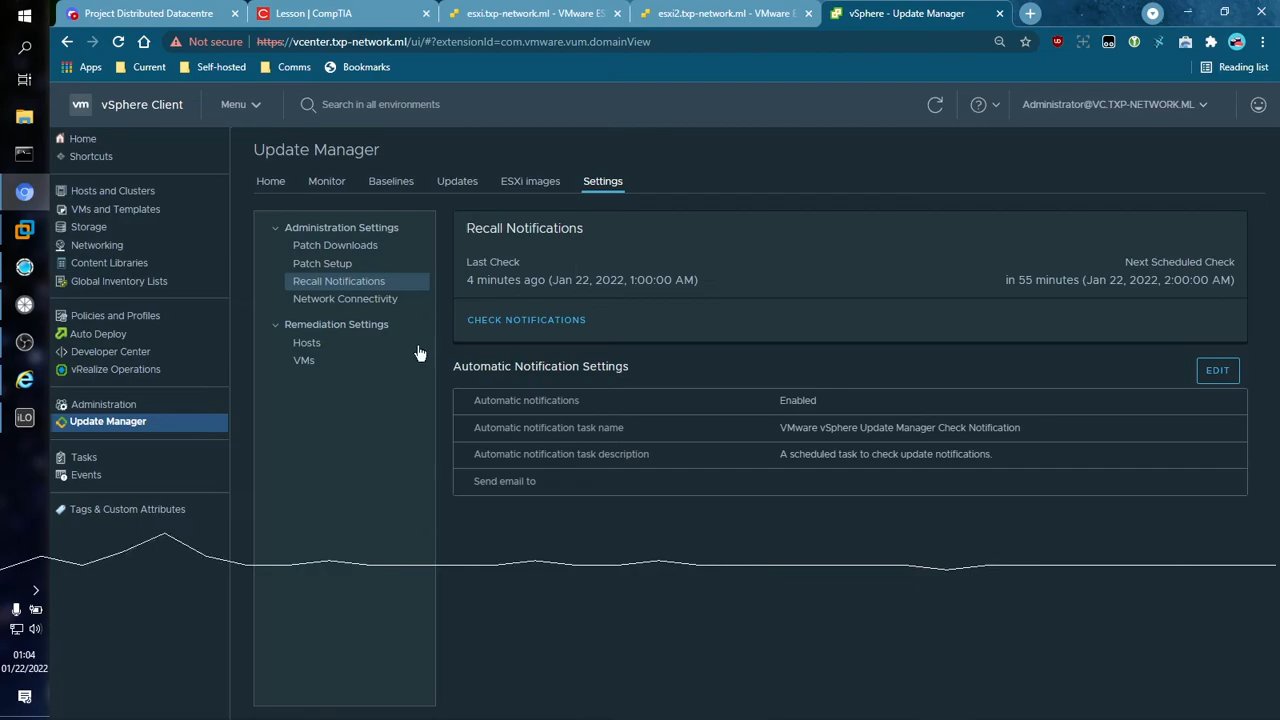 Project Distributed Datacentre
Lesson | CompTIA
esxi.txp-network.ml - VMware ES
esxi2.txp-network.ml - VMware E
vSphere - Update Manager
Not secure
https://vcenter.txp-network.ml/ui/#?extensionId=com.vmware.vum.domainView
Apps
Current
Self-hosted
Comms
Bookmarks
Reading list
vm
vSphere Client
Menu
Search in all environments
Administrator@VC.TXP-NETWORK.ML
Home
Shortcuts
Hosts and Clusters
VMs and Templates
Storage
Networking
Content Libraries
Global Inventory Lists
Policies and Profiles
Auto Deploy
Developer Center
vRealize Operations
Administration
Update Manager
Tasks
Events
Tags & Custom Attributes
Update Manager
Home
Monitor
Baselines
Updates
ESXi images
Settings
Administration Settings
Patch Downloads
Patch Setup
Recall Notifications
Network Connectivity
Remediation Settings
Hosts
VMs
Recall Notifications
Last Check
4 minutes ago (Jan 22, 2022, 1:00:00 AM)
Next Scheduled Check
in 55 minutes (Jan 22, 2022, 2:00:00 AM)
CHECK NOTIFICATIONS
Automatic Notification Settings
EDIT
Automatic notifications
Enabled
Automatic notification task name
VMware vSphere Update Manager Check Notification
Automatic notification task description
A scheduled task to check update notifications.
Send email to
iLO
01:04
01/22/2022